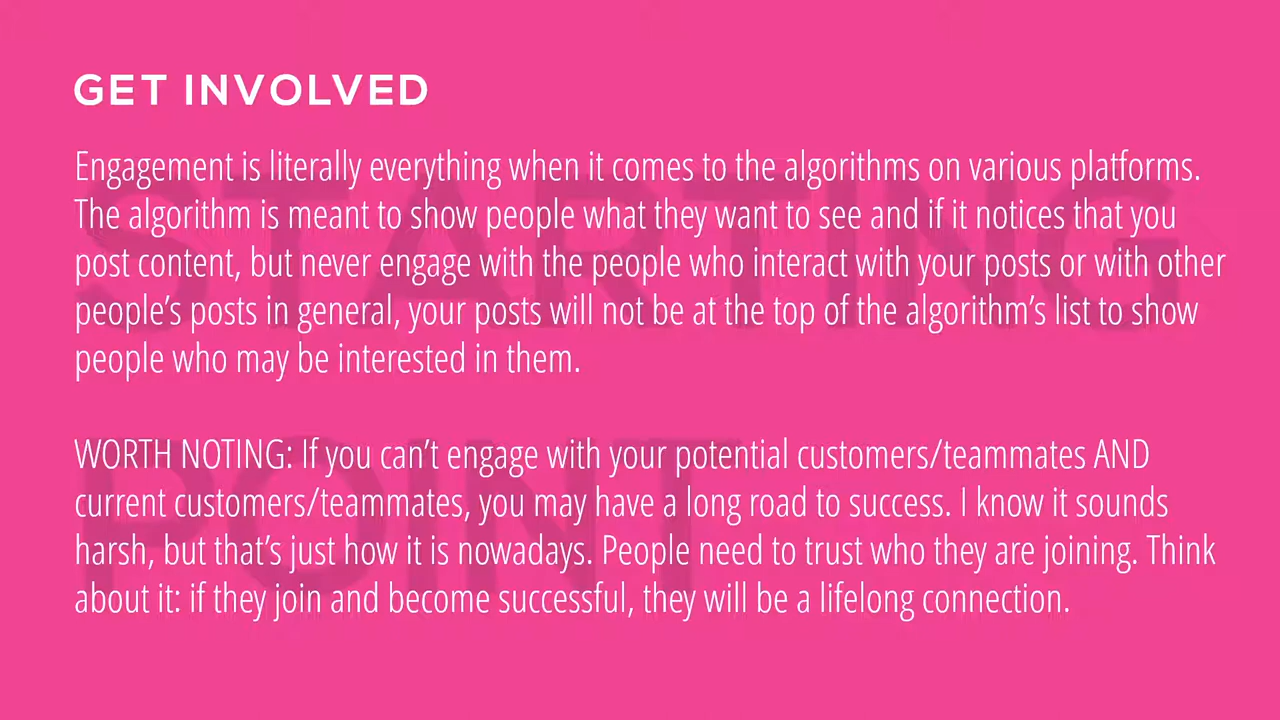 GET INVOLVED
Engagement is literally everything when it comes to the algorithms on various platforms.
The algorithm is meant to show people what they want to see and if it notices that you
post content, but never engage with the people who interact with your posts or with other
people’s posts in general, your posts will not be at the top of the algorithm’s list to show
people who may be interested in them.
WORTH NOTING: If you can’t engage with your potential customers/teammates AND
current customers/teammates, you may have a long road to success. I know it sounds
harsh, but that’s just how it is nowadays. People need to trust who they are joining. Think
about it: if they join and become successful, they will be a lifelong connection.
STARTING
POINT